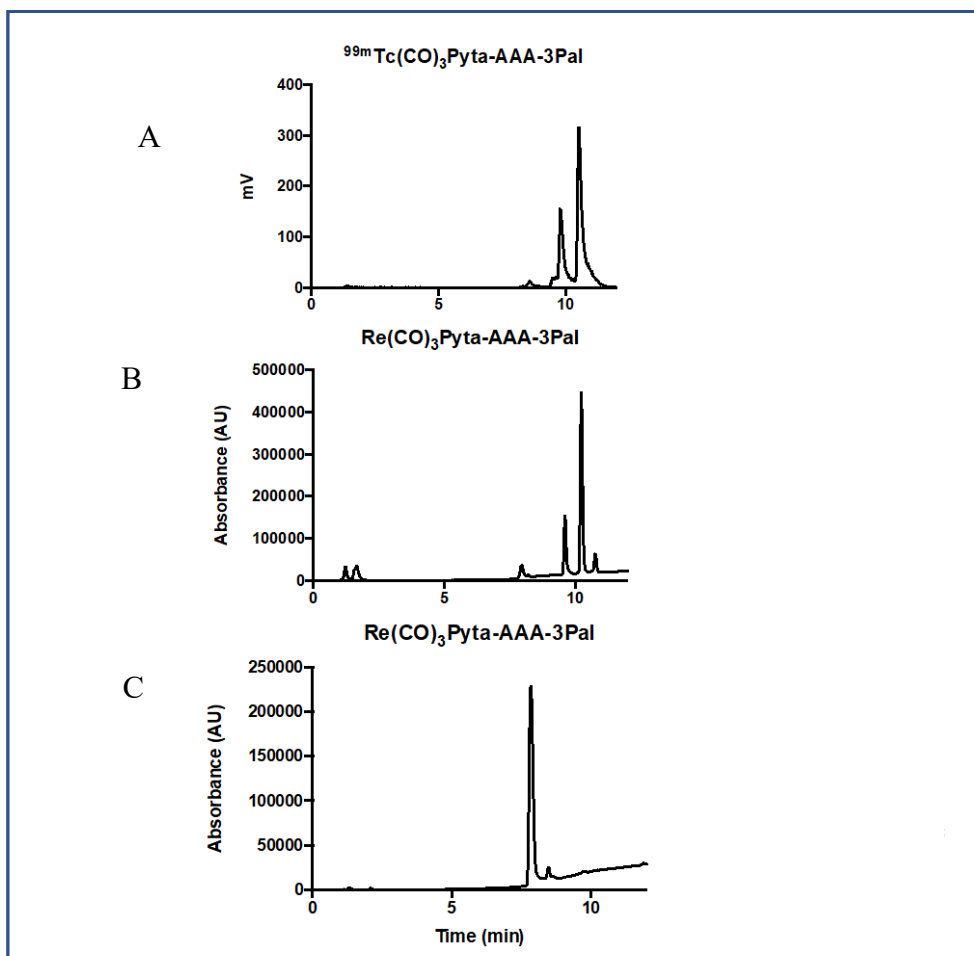 ⁹⁹ᵐTc(CO)₃Pyta-AAA-3Pal
A
mV
400
300
200
100
0
0 5 10
Re(CO)₃Pyta-AAA-3Pal
B
Absorbance (AU)
500000
400000
300000
200000
100000
0
0 5 10
Re(CO)₃Pyta-AAA-3Pal
C
Absorbance (AU)
250000
200000
150000
100000
50000
0
0 5 10
Time (min)